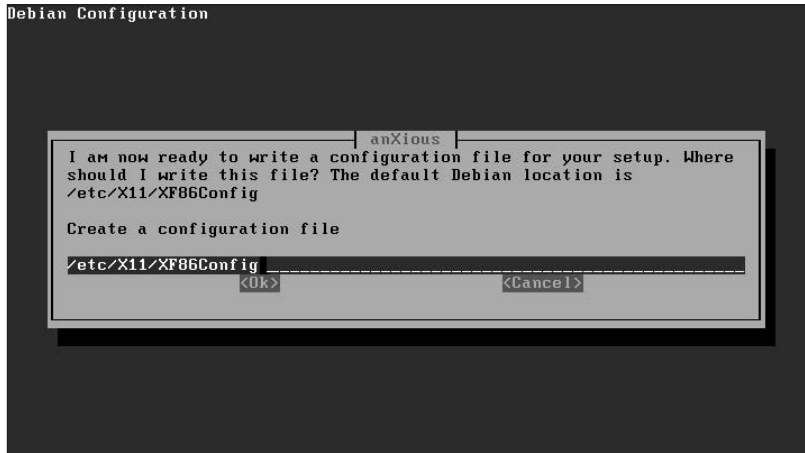 Debian Configuration
anXious
I am now ready to write a configuration file for your setup. Where
should I write this file? The default Debian location is
/etc/X11/XF86Config
Create a configuration file
/etc/X11/XF86Config
<Ok> <Cancel>